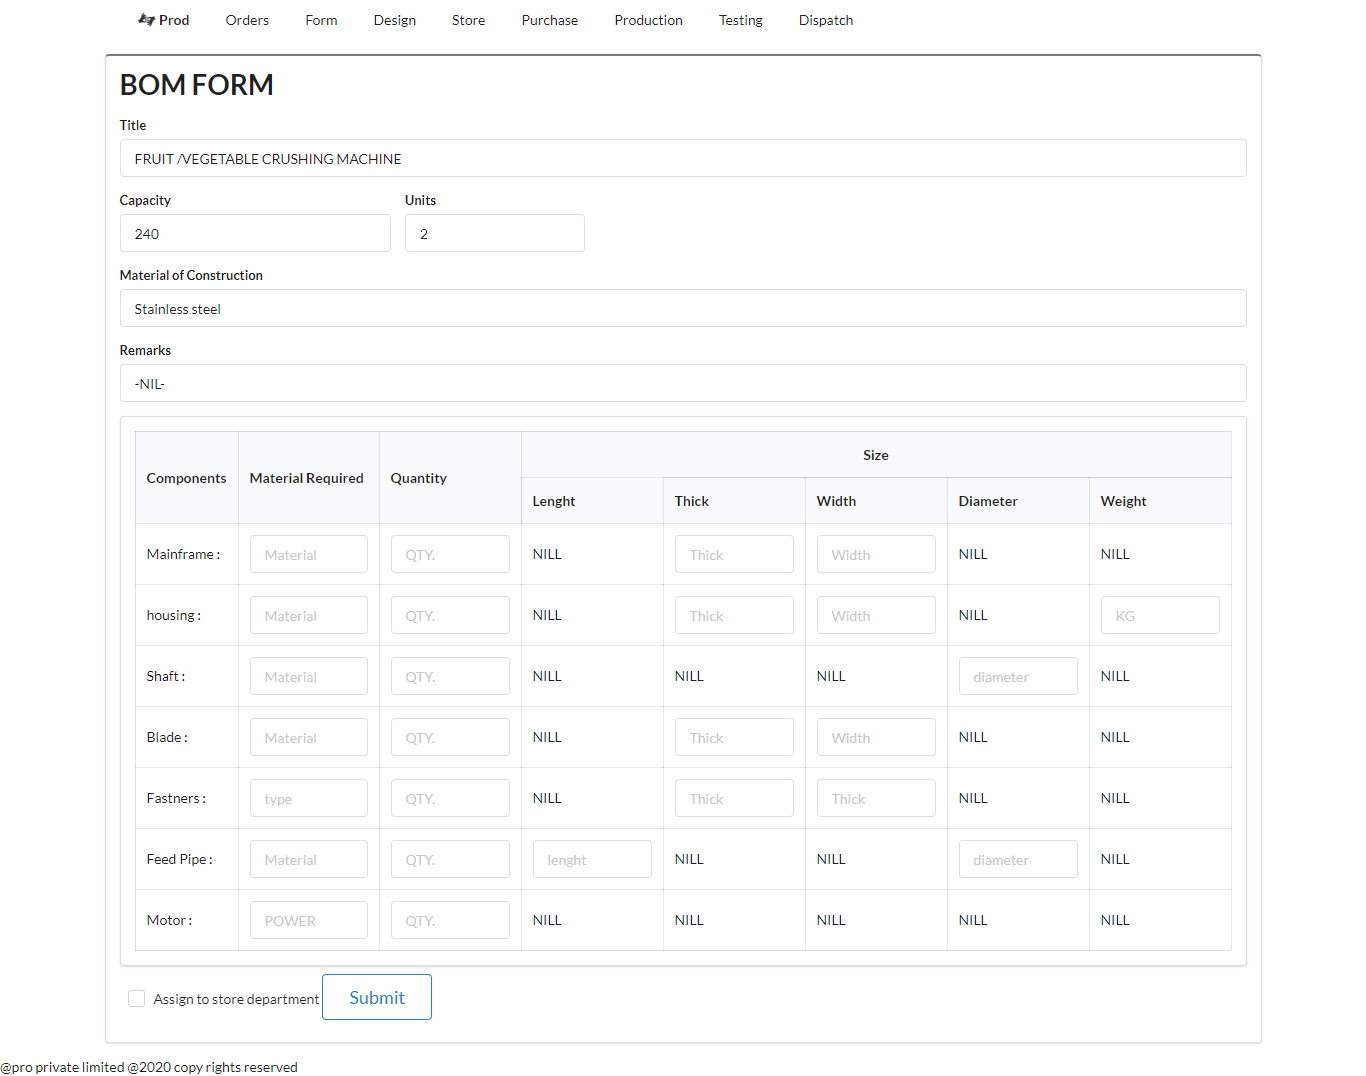 Prod Orders Form Design Store Purchase Production Testing Dispatch
BOM FORM
Title
FRUIT /VEGETABLE CRUSHING MACHINE
Capacity Units
240 2
Material of Construction
Stainless steel
Remarks
-NIL-
Components Material Required Quantity Size
Lenght Thick Width Diameter Weight
Mainframe : Material QTY. NILL Thick Width NILL NILL
housing : Material QTY. NILL Thick Width NILL KG
Shaft : Material QTY. NILL NILL NILL diameter NILL
Blade : Material QTY. NILL Thick Width NILL NILL
Fastners : type QTY. NILL Thick Thick NILL NILL
Feed Pipe : Material QTY. lenght NILL NILL diameter NILL
Motor : POWER QTY. NILL NILL NILL NILL NILL
Assign to store department Submit
@pro private limited @2020 copy rights reserved